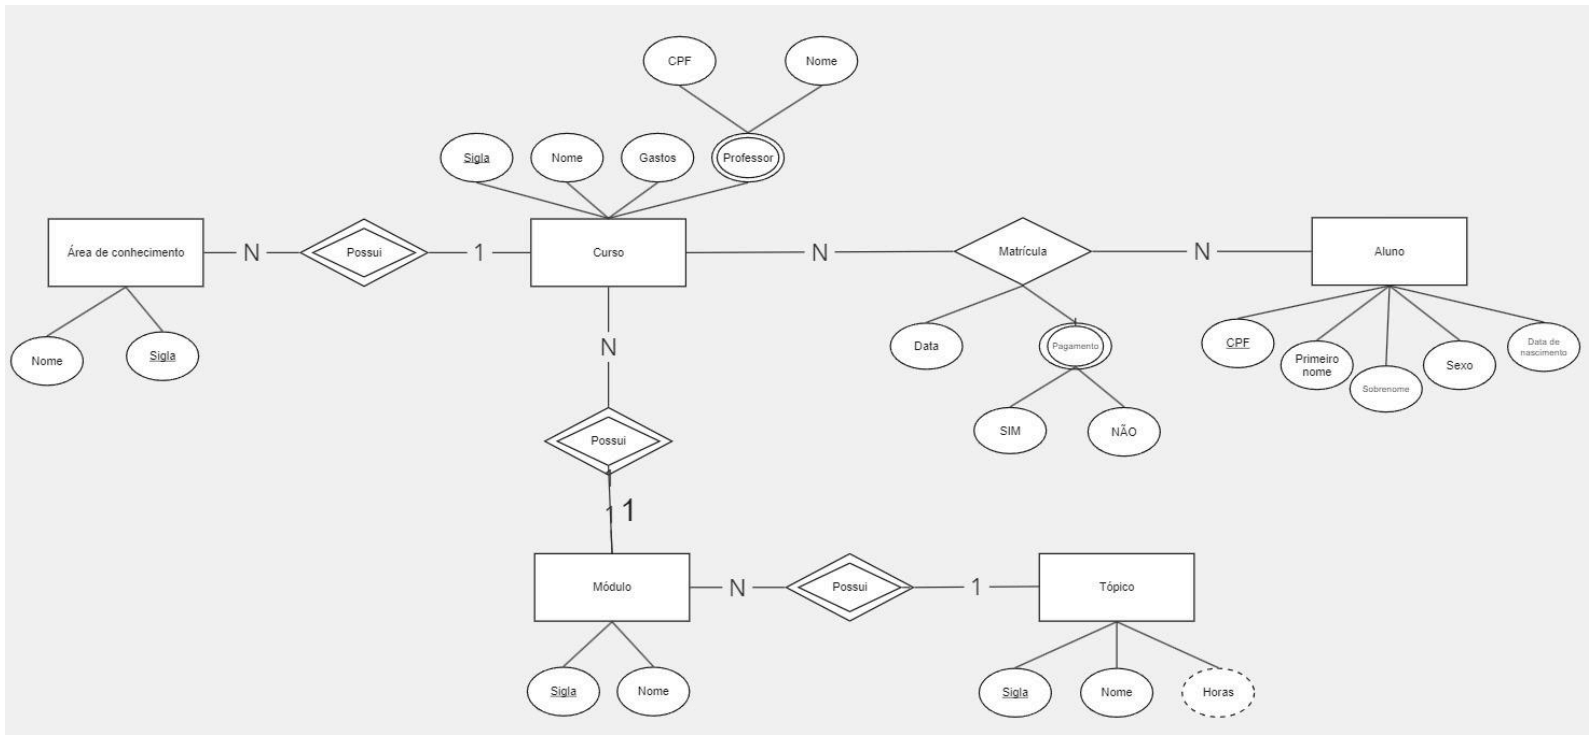 CPF
Nome
Sigla
Nome
Gastos
Professor
Área de conhecimento
N
Possui
1
Curso
N
Matrícula
N
Aluno
Nome
Sigla
N
Data
Pagamento
CPF
Primeiro
nome
Sobrenome
Sexo
Data de
nascimento
SIM
NÃO
Possui
1
1
Módulo
N
Possui
1
Tópico
Sigla
Nome
Sigla
Nome
Horas